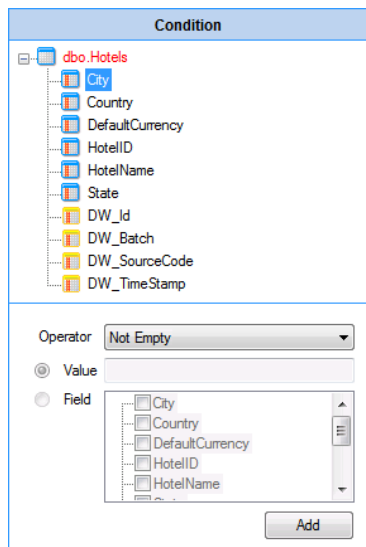 Condition
dbo.Hotels
City
Country
DefaultCurrency
HotelID
HotelName
State
DW_Id
DW_Batch
DW_SourceCode
DW_TimeStamp
Operator Not Empty
Value
Field
City
Country
DefaultCurrency
HotelID
HotelName
Add